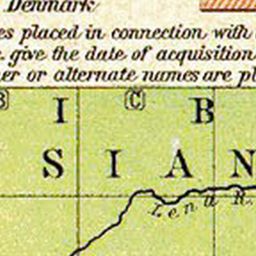 Denmark
es placed in connection with
give the date of acquisition
er or alternate names are pl
B I C B
S I A N
Lena R.